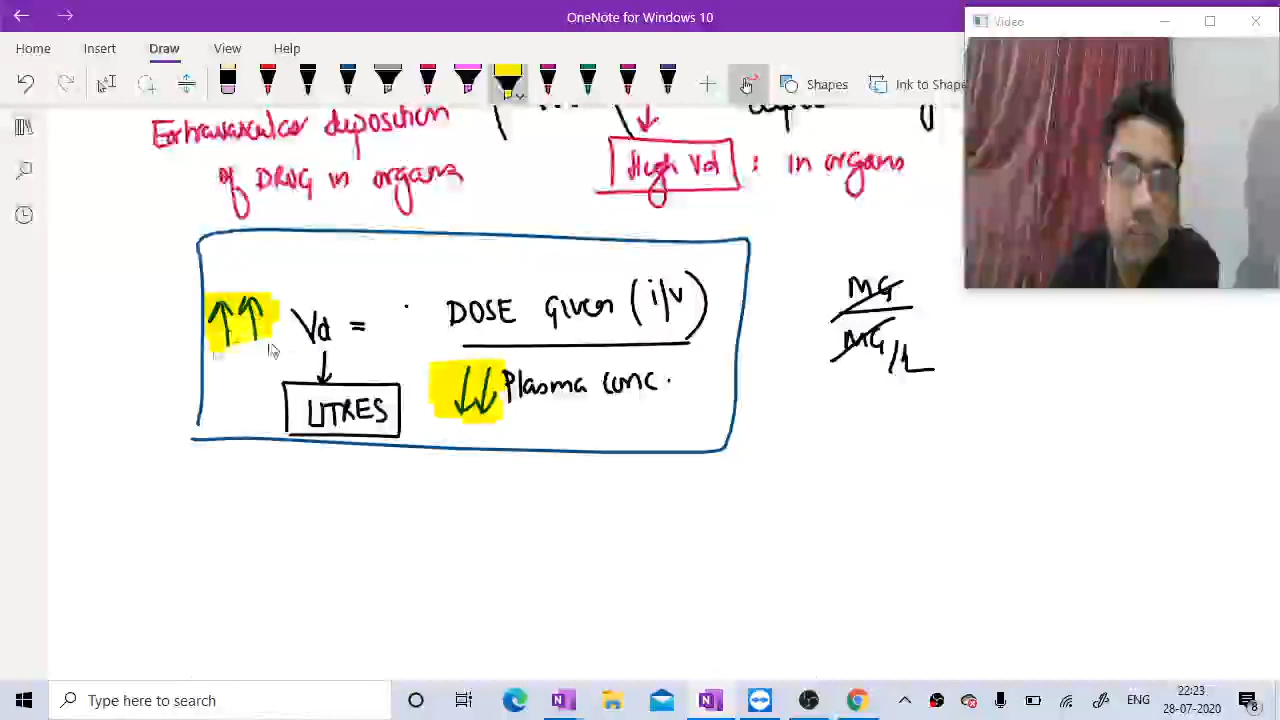 OneNote for Windows 10
Video
Home Insert Draw View Help
Shapes
Ink to Shape
Extravascular deposition
of DRUG in organs
High Vd : in organs
↑↑ Vd = DOSE given (i/v)
↓↓ Plasma conc.
↓
LITRES
MG
MG/L
Type here to search
ENG
22:23
28-07-2020
8